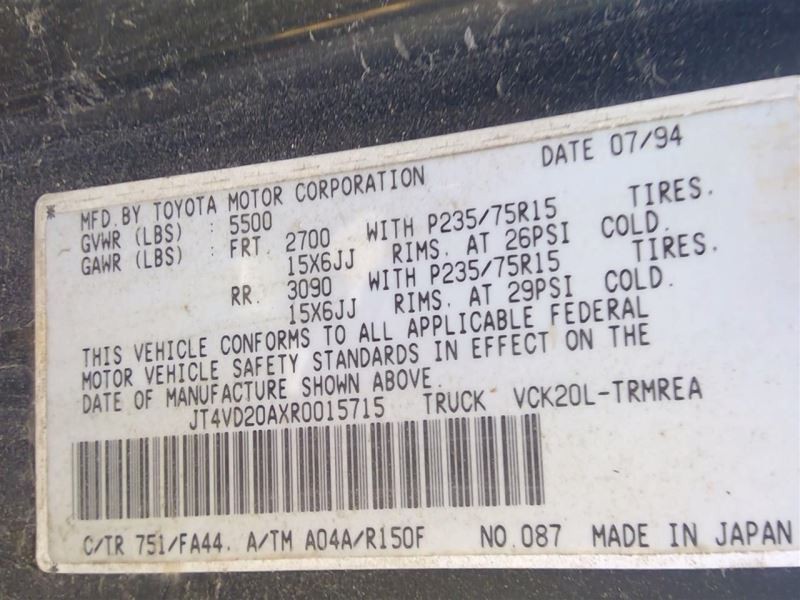 DATE 07/94
MFD. BY TOYOTA MOTOR CORPORATION
GVWR (LBS) : 5500
GAWR (LBS) : FRT. 2700 WITH P235/75R15 TIRES.
15X6JJ RIMS. AT 26PSI COLD.
RR. 3090 WITH P235/75R15 TIRES.
15X6JJ RIMS. AT 29PSI COLD.
THIS VEHICLE CONFORMS TO ALL APPLICABLE FEDERAL
MOTOR VEHICLE SAFETY STANDARDS IN EFFECT ON THE
DATE OF MANUFACTURE SHOWN ABOVE.
JT4VD20AXR0015715 TRUCK VCK20L-TRMREA
C/TR 751/FA44. A/TM A04A/R150F NO.087 MADE IN JAPAN